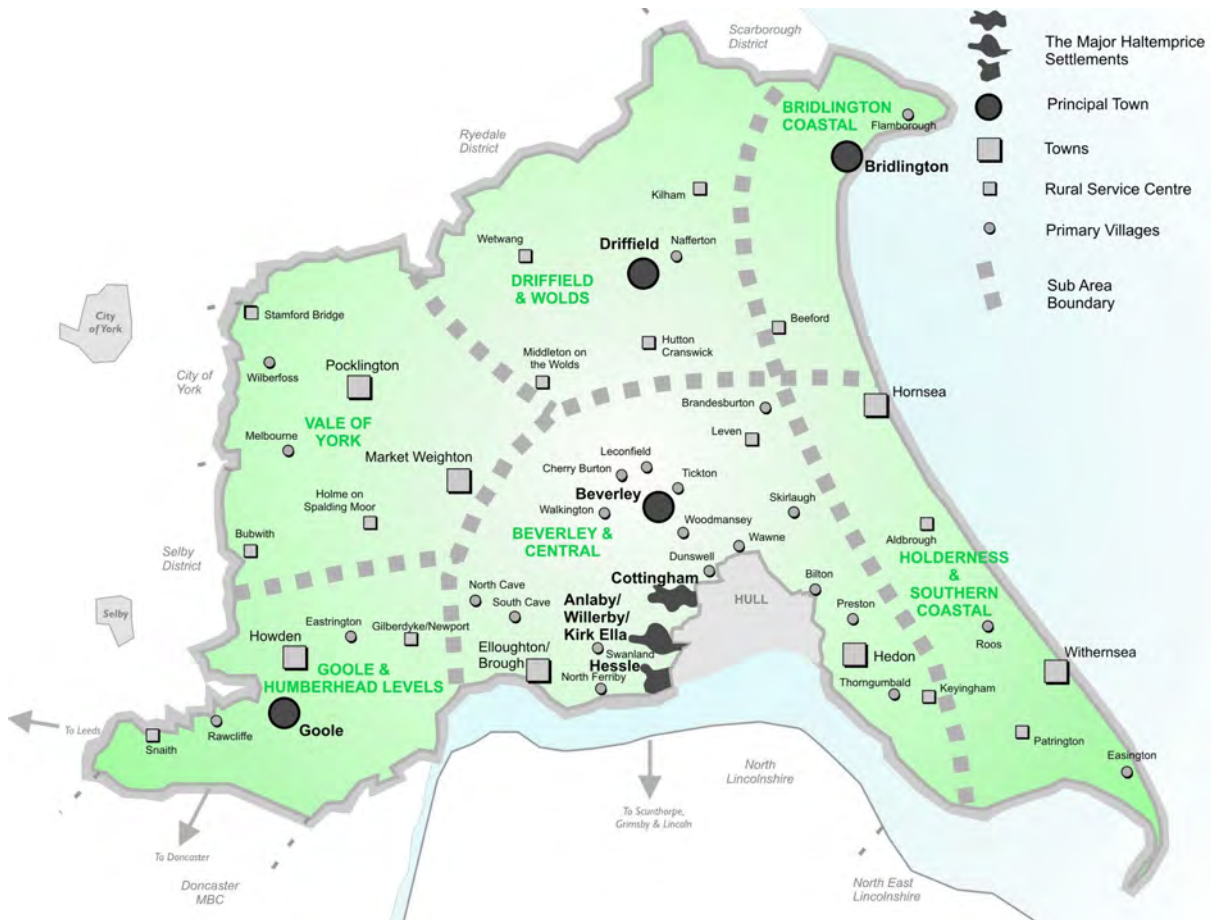 Scarborough
District
The Major Haltemprice
Settlements
Principal Town
Towns
Rural Service Centre
Primary Villages
Sub Area
Boundary
BRIDLINGTON
COASTAL
Flamborough
Bridlington
Ryedale
District
Kilham
Wetwang
Driffield
Nafferton
DRIFFIELD
& WOLDS
City
of York
Stamford Bridge
Beeford
Hutton
Cranswick
Middleton on
the Wolds
City of
York
Wilberfoss
Pocklington
Hornsea
Brandesburton
VALE OF
YORK
Melbourne
Leven
Market Weighton
Leconfield
Cherry Burton
Tickton
Beverley
Holme on
Spalding Moor
Walkington
Skirlaugh
Woodmansey
BEVERLEY &
CENTRAL
Wawne
Bubwith
Selby
District
Aldbrough
HOLDERNESS
&
SOUTHERN
COASTAL
Dunswell
Cottingham
Bilton
North Cave
South Cave
Anlaby/
Willerby/
Kirk Ella
HULL
Selby
Preston
Eastrington
Gilberdyke/Newport
Howden
Elloughton/
Brough
Swanland
Hessle
North Ferriby
Hedon
Roos
Withernsea
GOOLE &
HUMBERHEAD LEVELS
Thorngumbald
Keyingham
To Leeds
Snaith
Rawcliffe
Goole
Patrington
Easington
North
Lincolnshire
To Scunthorpe,
Grimsby & Lincoln
To Doncaster
Doncaster
MBC
North East
Lincolnshire